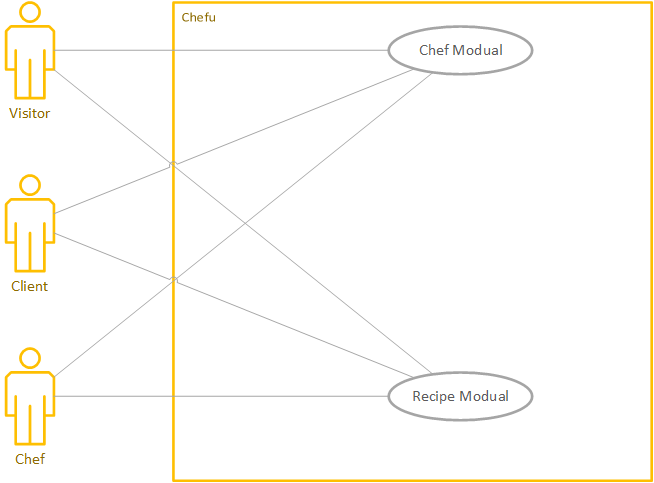 Chefu
Chef Modual
Visitor
Client
Recipe Modual
Chef